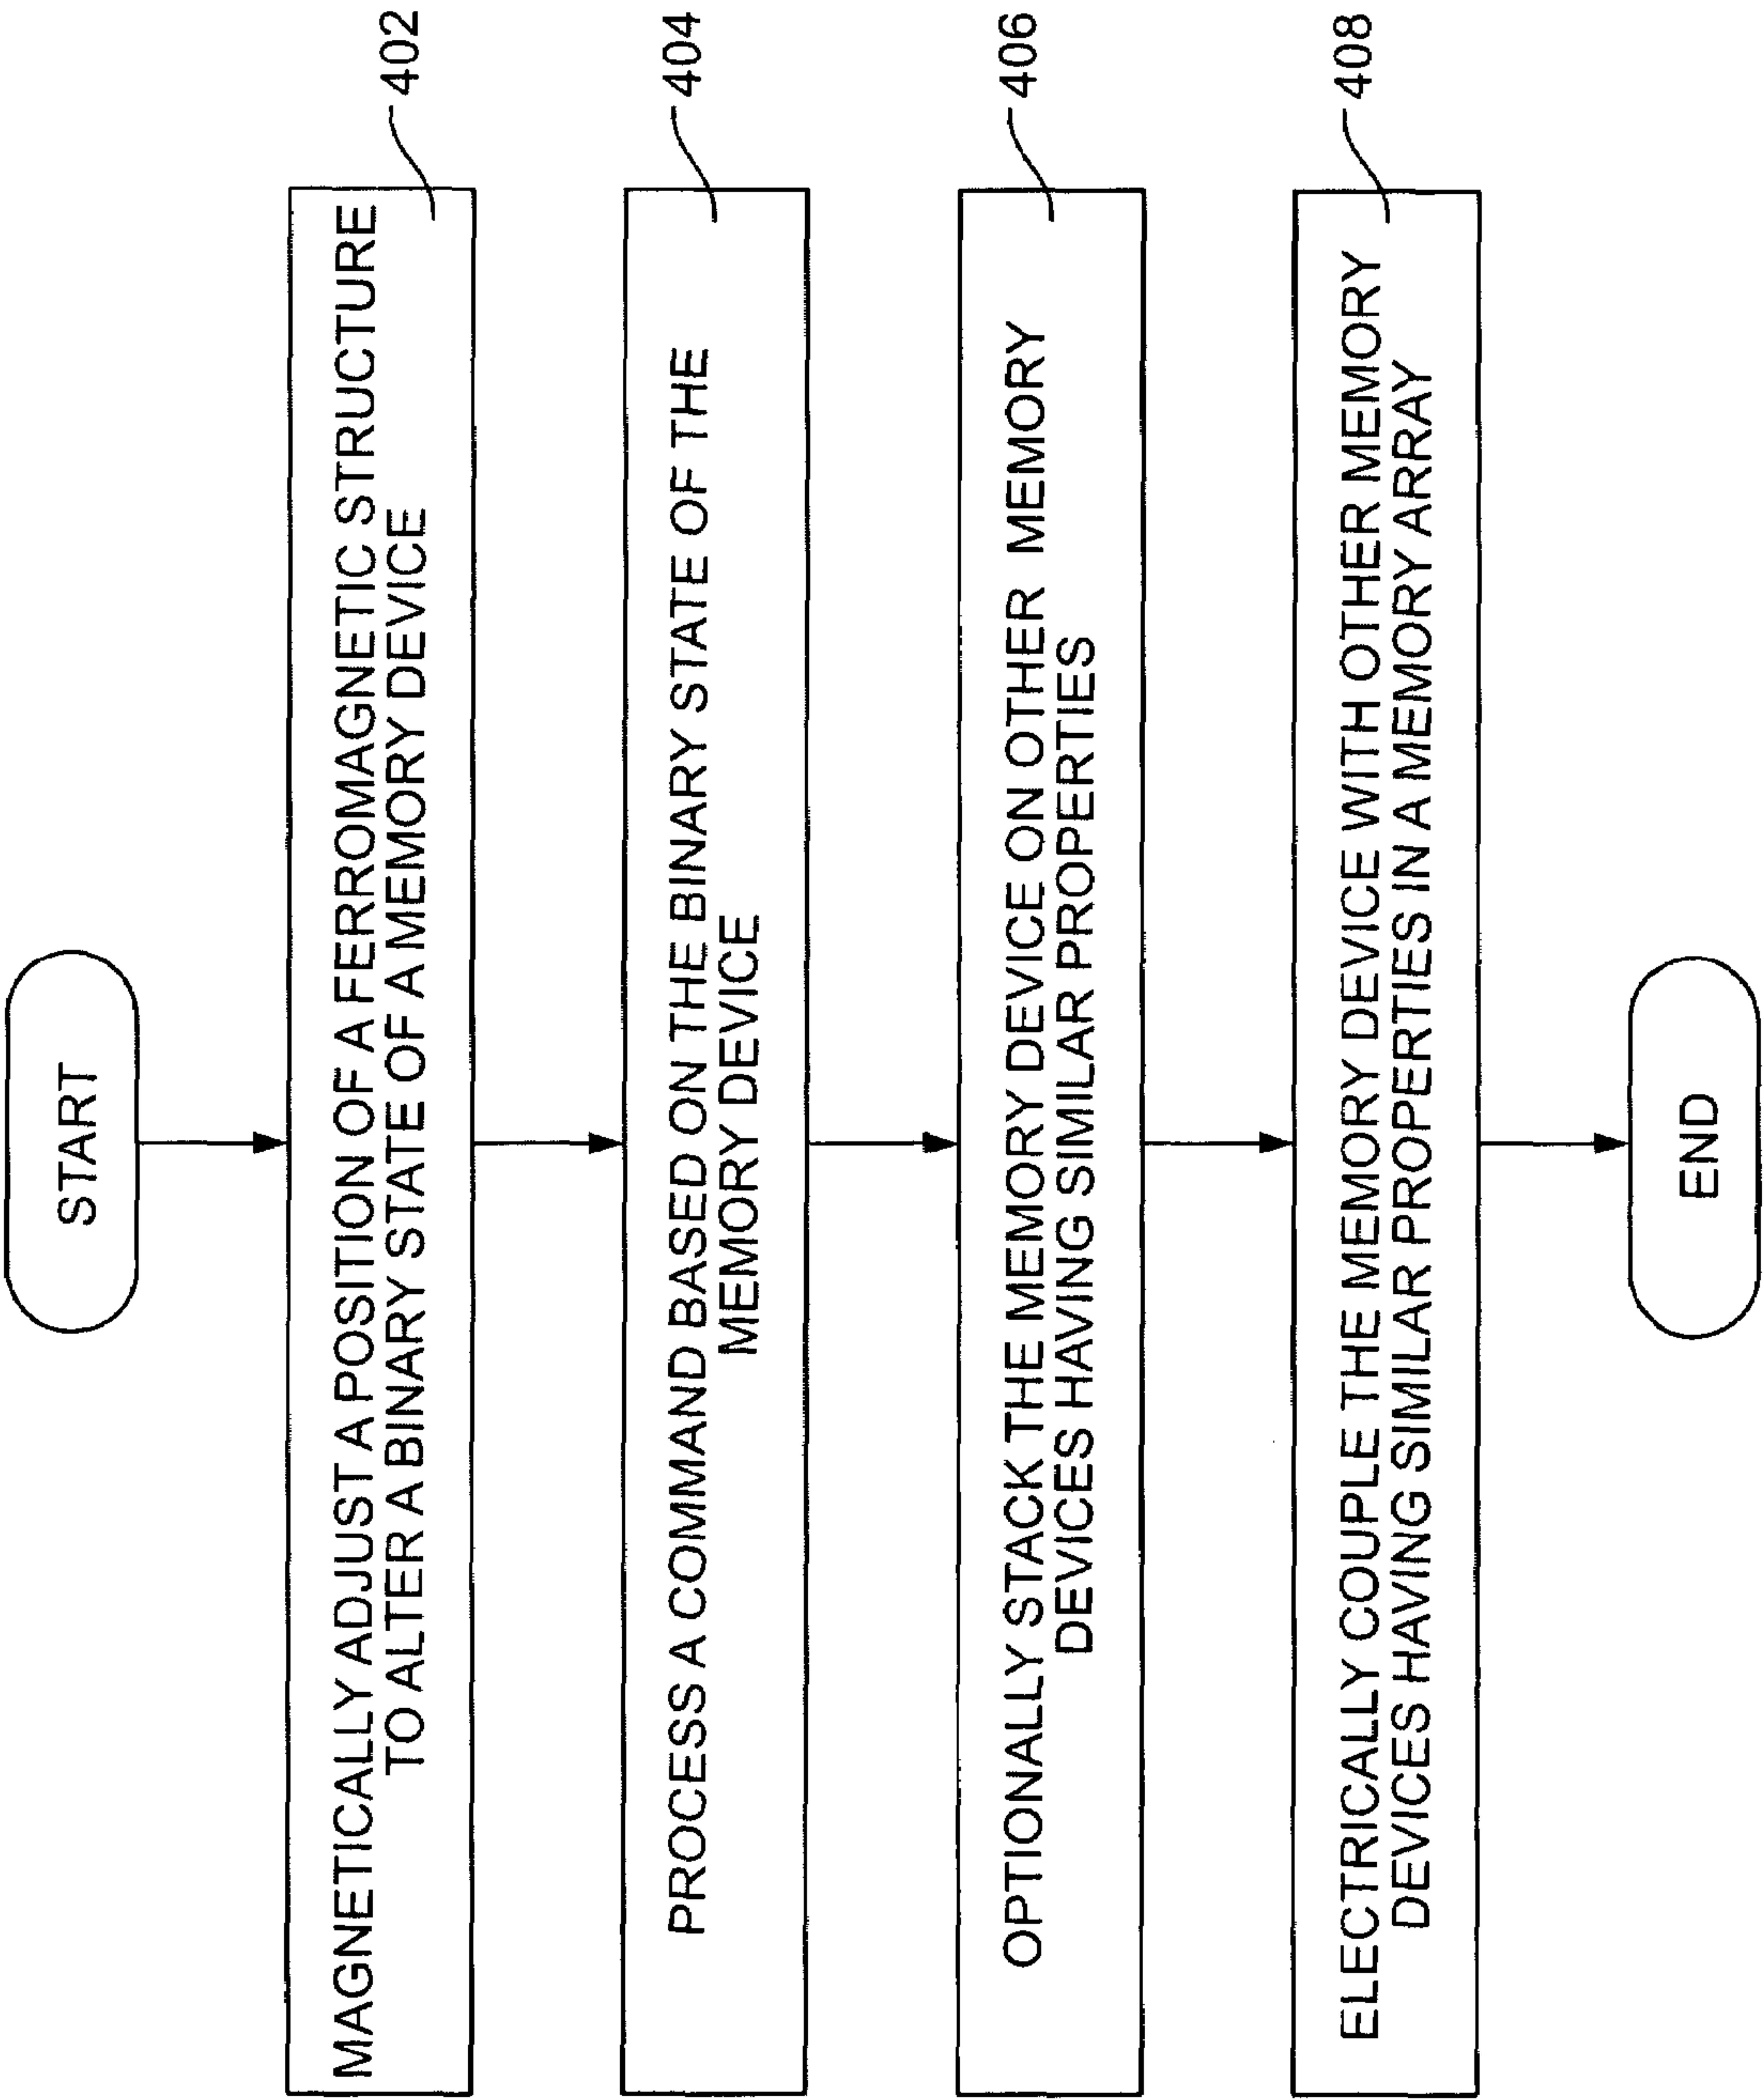 START
MAGNETICALLY ADJUST A POSITION OF A FERROMAGNETIC STRUCTURE
TO ALTER A BINARY STATE OF A MEMORY DEVICE
402
PROCESS A COMMAND BASED ON THE BINARY STATE OF THE
MEMORY DEVICE
404
OPTIONALLY STACK THE MEMORY DEVICE ON OTHER MEMORY
DEVICES HAVING SIMILAR PROPERTIES
406
ELECTRICALLY COUPLE THE MEMORY DEVICE WITH OTHER MEMORY
DEVICES HAVING SIMILAR PROPERTIES IN A MEMORY ARRAY
408
END